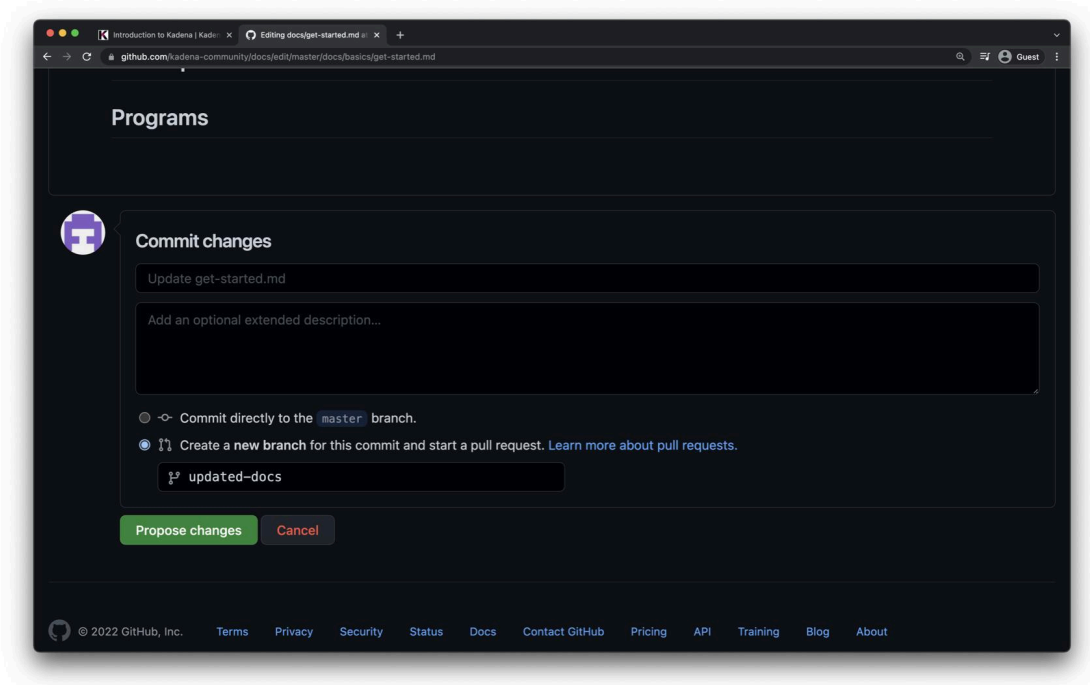 Introduction to Kadena | Kaden
Editing docs/get-started.md at
github.com/kadena-community/docs/edit/master/docs/basics/get-started.md
Guest
Programs
Commit changes
Update get-started.md
Add an optional extended description...
Commit directly to the master branch.
Create a new branch for this commit and start a pull request. Learn more about pull requests.
updated-docs
Propose changes
Cancel
© 2022 GitHub, Inc.
Terms
Privacy
Security
Status
Docs
Contact GitHub
Pricing
API
Training
Blog
About